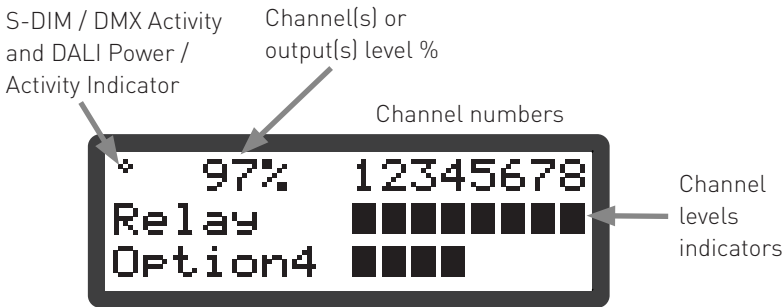 S-DIM / DMX Activity
and DALI Power /
Activity Indicator
Channel(s) or
output(s) level %
Channel numbers
° 97% 12345678
Relay
Option4
Channel
levels
indicators